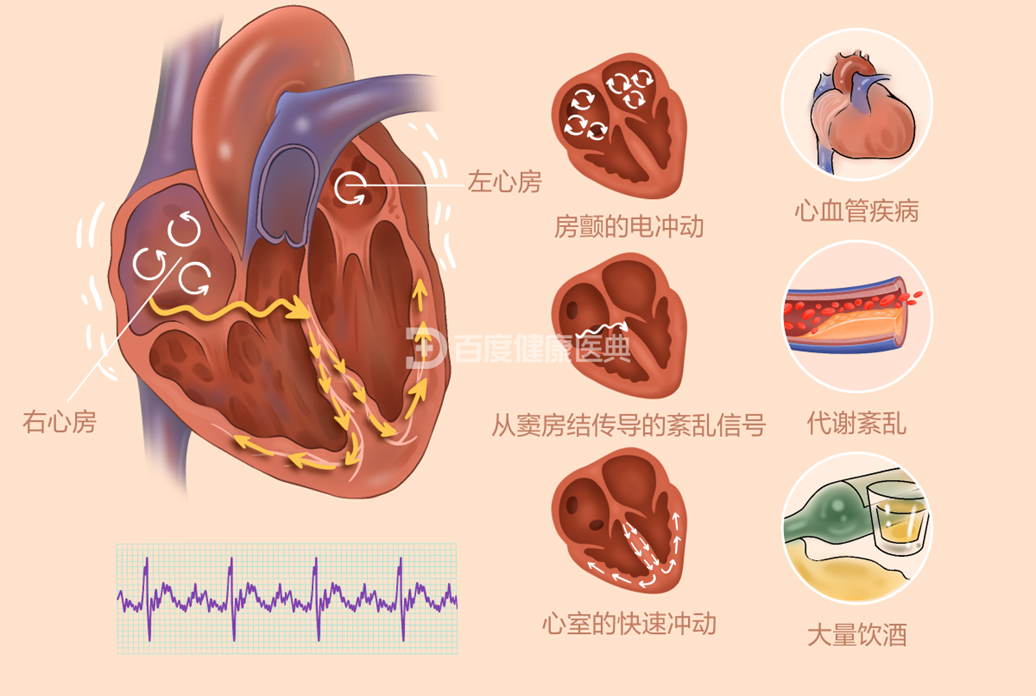 左心房
右心房
房颤的电冲动
从窦房结传导的紊乱信号
心室的快速冲动
心血管疾病
代谢紊乱
大量饮酒
百度健康医典